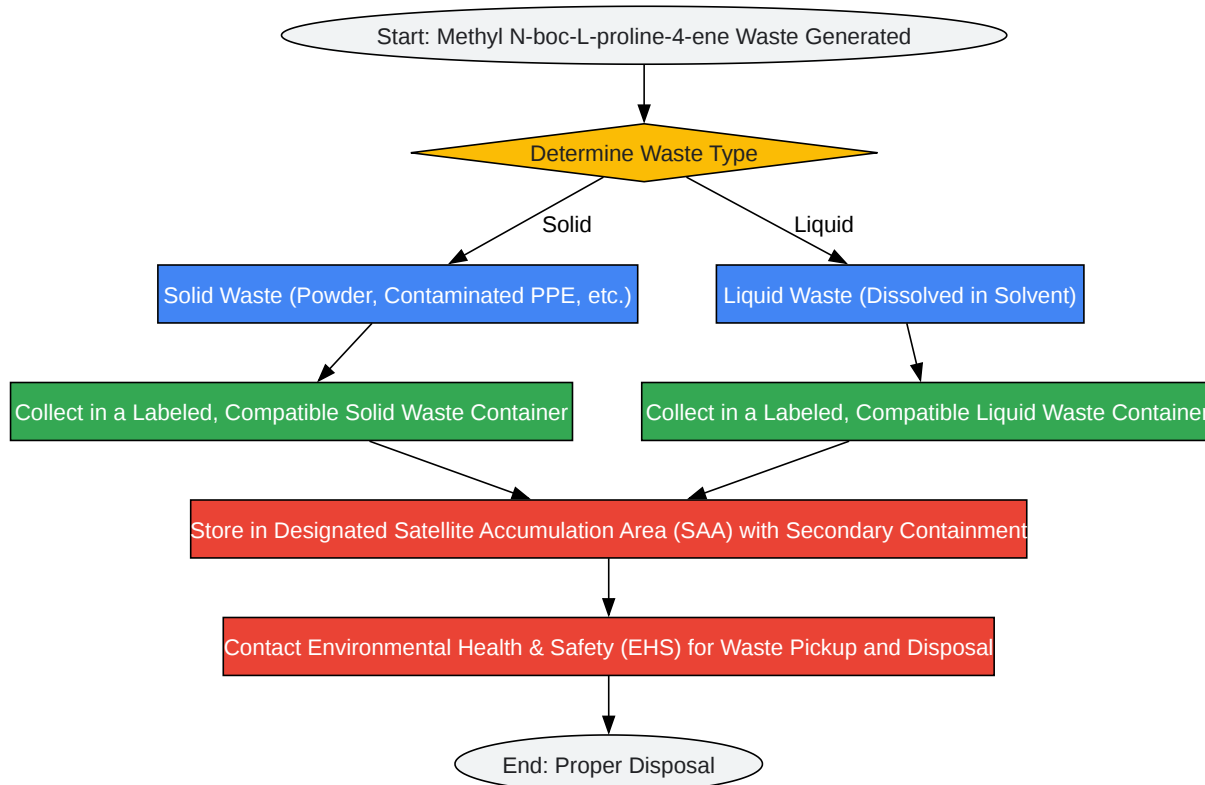 Start: Methyl N-boc-L-proline-4-ene Waste Generated
Determine Waste Type
Solid
Liquid
Solid Waste (Powder, Contaminated PPE, etc.)
Liquid Waste (Dissolved in Solvent)
Collect in a Labeled, Compatible Solid Waste Container
Collect in a Labeled, Compatible Liquid Waste Container
Store in Designated Satellite Accumulation Area (SAA) with Secondary Containment
Contact Environmental Health & Safety (EHS) for Waste Pickup and Disposal
End: Proper Disposal